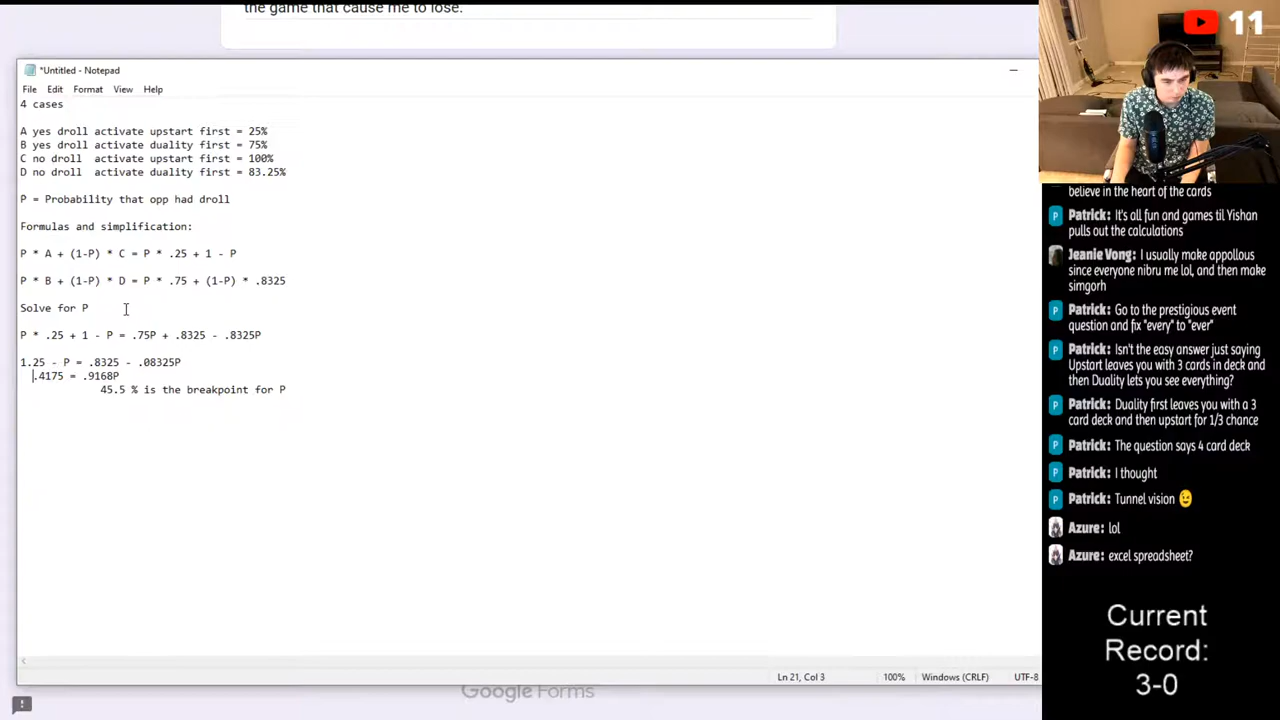 the game that cause me to lose.
*Untitled - Notepad
File Edit Format View Help
4 cases
A yes droll activate upstart first = 25%
B yes droll activate duality first = 75%
C no droll  activate upstart first = 100%
D no droll  activate duality first = 83.25%
P = Probability that opp had droll
Formulas and simplification:
P * A + (1-P) * C = P * .25 + 1 - P
P * B + (1-P) * D = P * .75 + (1-P) * .8325
Solve for P
P * .25 + 1 - P = .75P + .8325 - .8325P
1.25 - P = .8325 - .08325P
.4175 = .9168P
45.5 % is the breakpoint for P
Ln 21, Col 3
100%
Windows (CRLF)
UTF-8
Google Forms
11
believe in the heart of the cards
P Patrick: It's all fun and games til Yishan
pulls out the calculations
Jeanie Vong: I usually make appollous
since everyone nibru me lol, and then make
simgorh
P Patrick: Go to the prestigious event
question and fix "every" to "ever"
P Patrick: Isn't the easy answer just saying
Upstart leaves you with 3 cards in deck and
then Duality lets you see everything?
P Patrick: Duality first leaves you with a 3
card deck and then upstart for 1/3 chance
P Patrick: The question says 4 card deck
P Patrick: I thought
P Patrick: Tunnel vision 😉
Azure: lol
Azure: excel spreadsheet?
Current
Record:
3-0